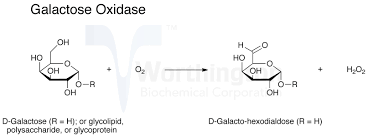 Galactose Oxidase
OH
HO
O
OH
O R
OH
+
O₂
H
O
HO
O
OH
O R
OH
+
H₂O₂
Worthington
Biochemical Corporation
D-Galactose (R = H); or glycolipid,
polysaccharide, or glycoprotein
D-Galacto-hexodialdose (R = H)